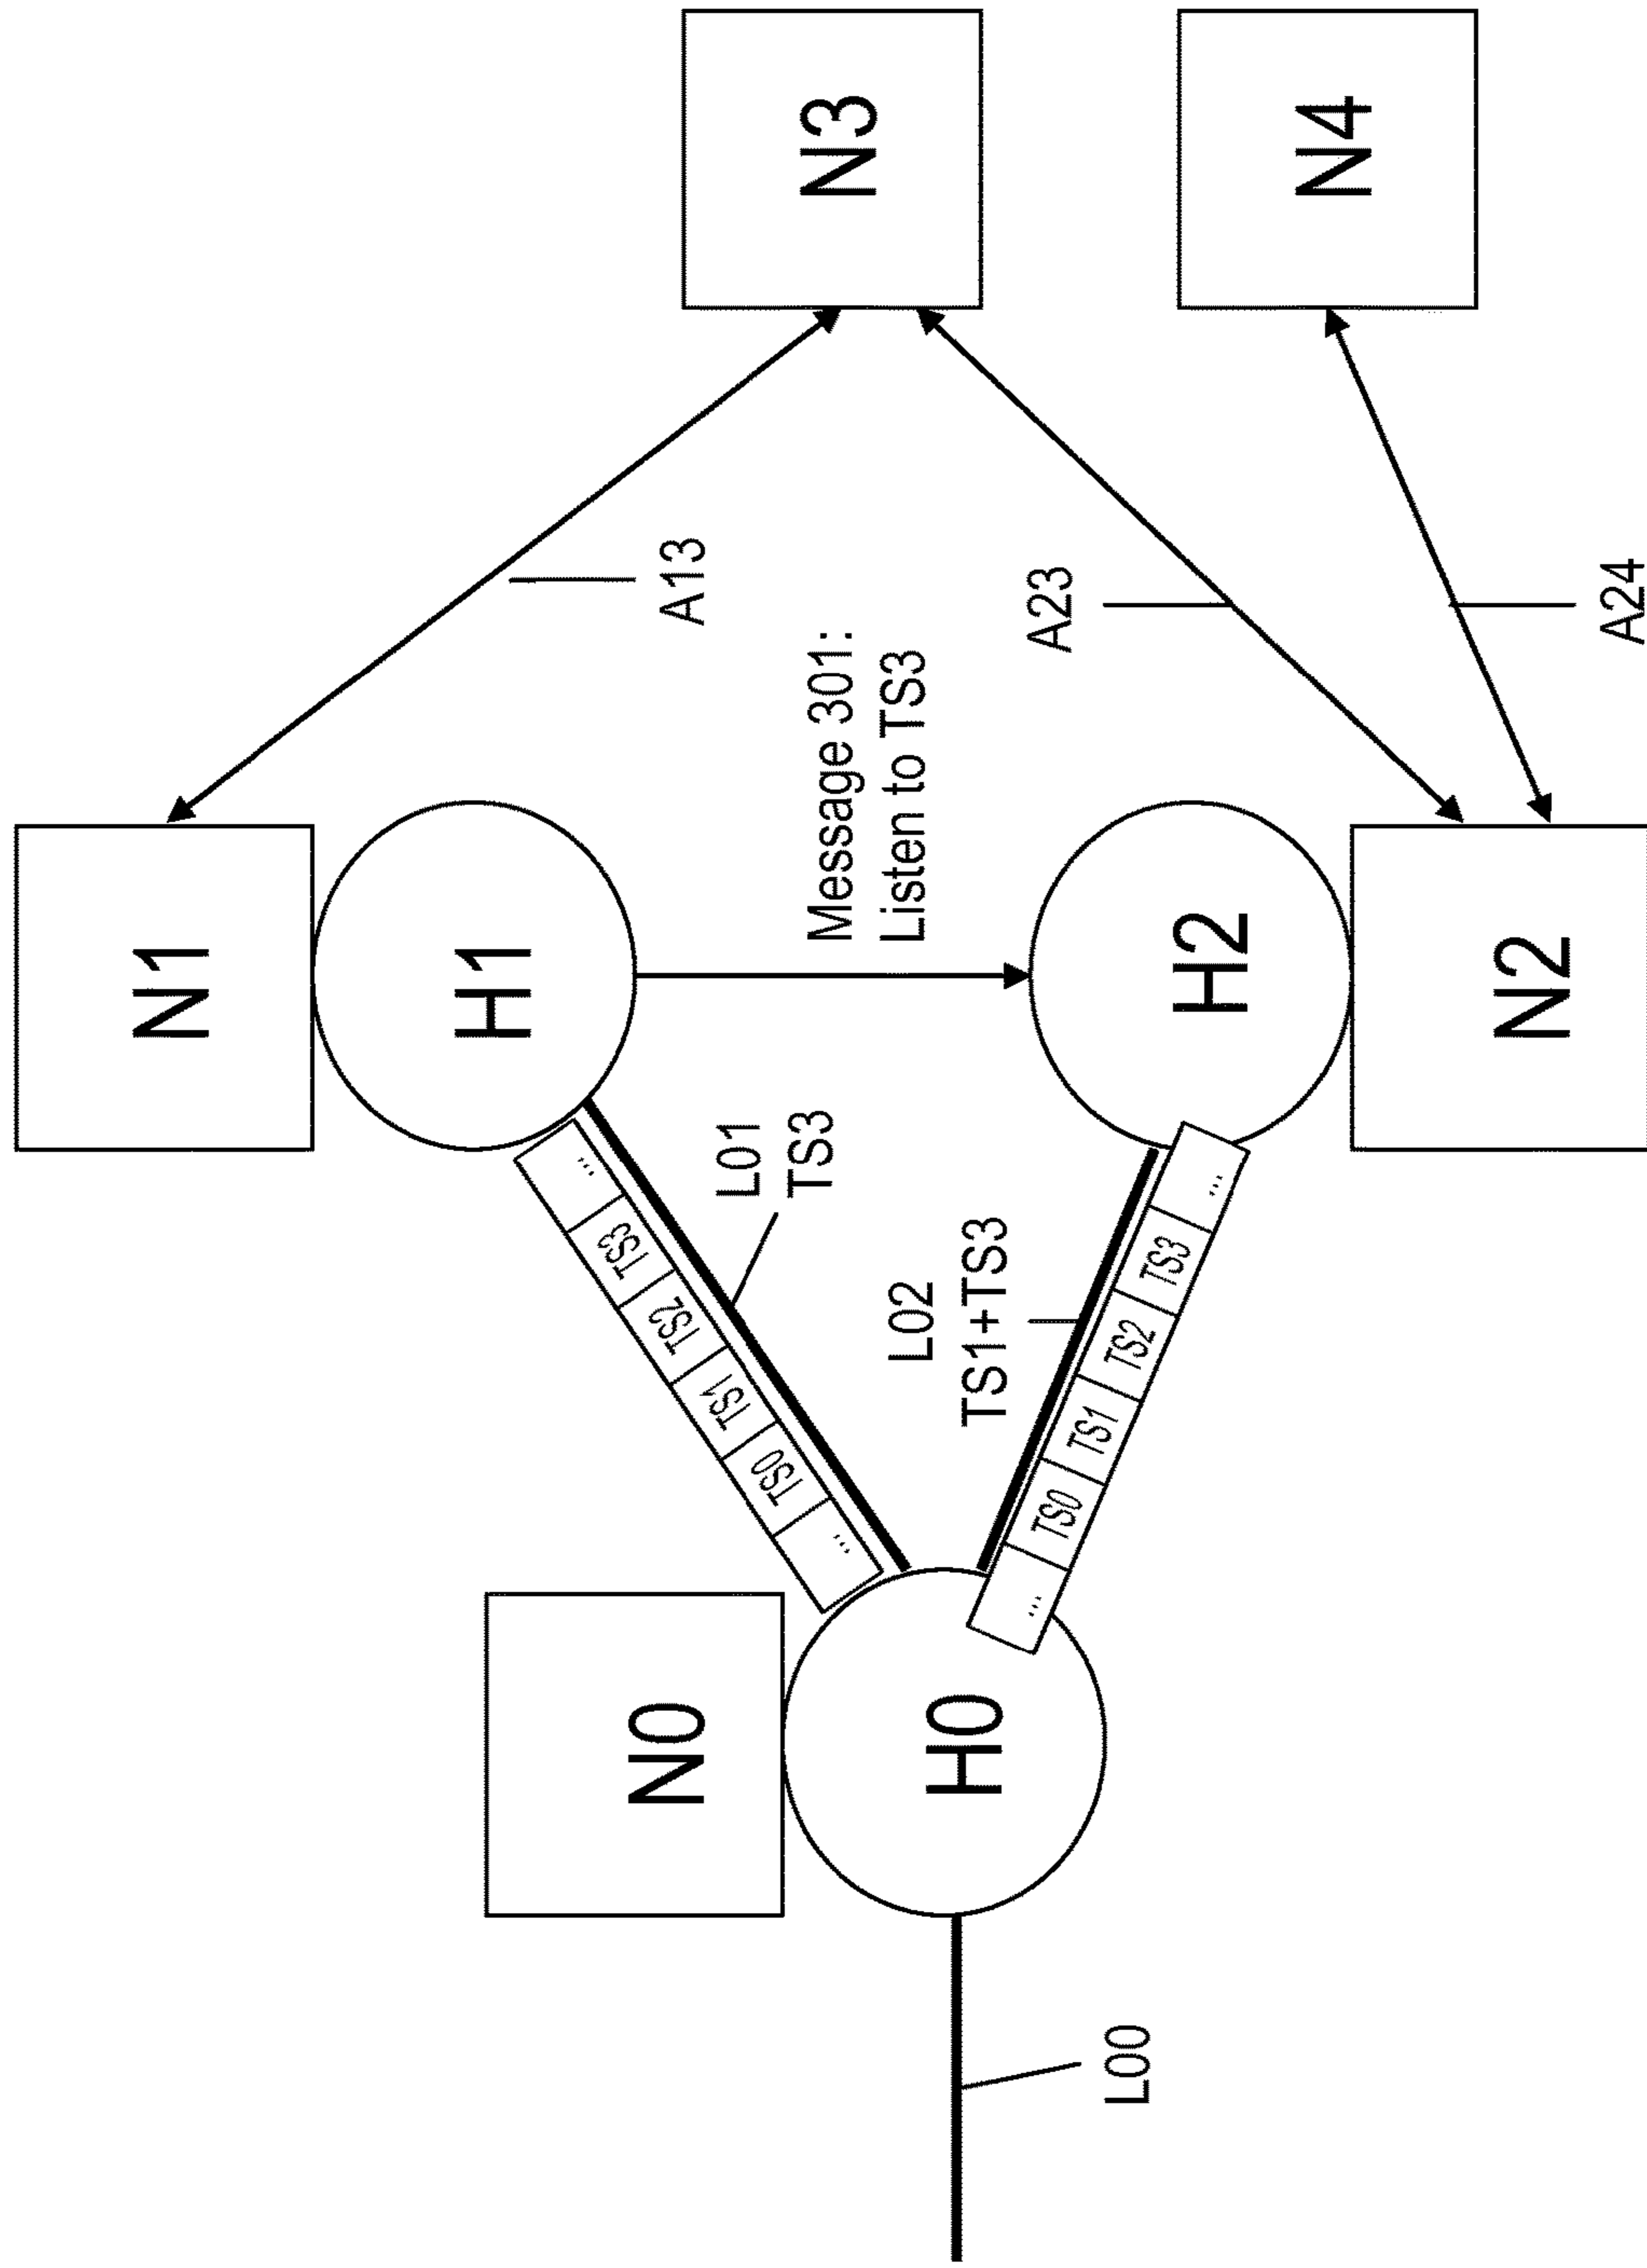 N1
H1
N0
H0
...
TS0
TS1
TS2
TS3
...
L01
TS3
A13
N3
Message 301:
Listen to TS3
L02
TS1+TS3
...
TS0
TS1
TS2
TS3
...
A23
L00
H2
N2
N4
A24